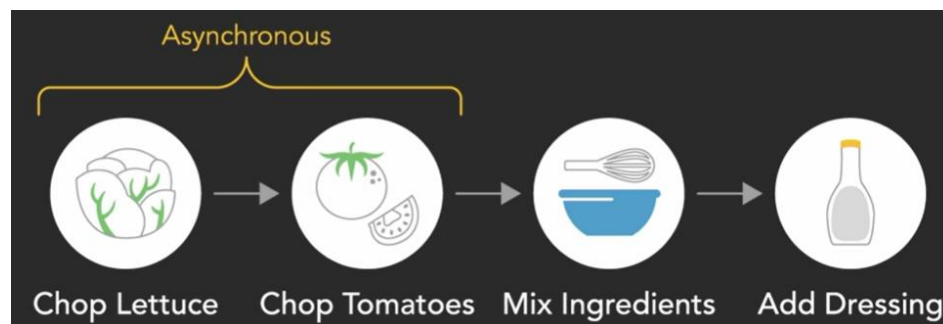 Asynchronous
Chop Lettuce
Chop Tomatoes
Mix Ingredients
Add Dressing